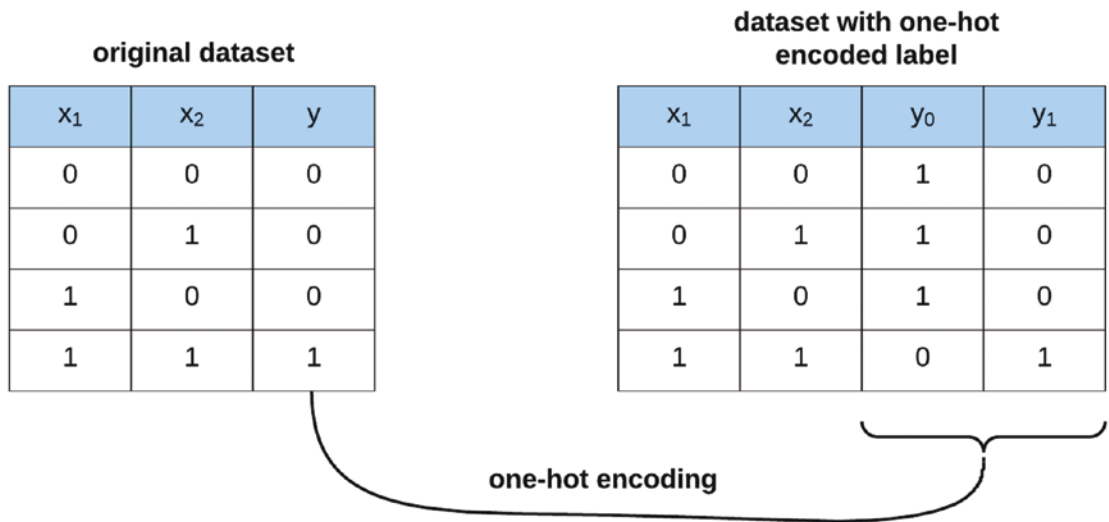 original dataset
x₁ x₂ y
0 0 0
0 1 0
1 0 0
1 1 1
dataset with one-hot
encoded label
x₁ x₂ y₀ y₁
0 0 1 0
0 1 1 0
1 0 1 0
1 1 0 1
one-hot encoding